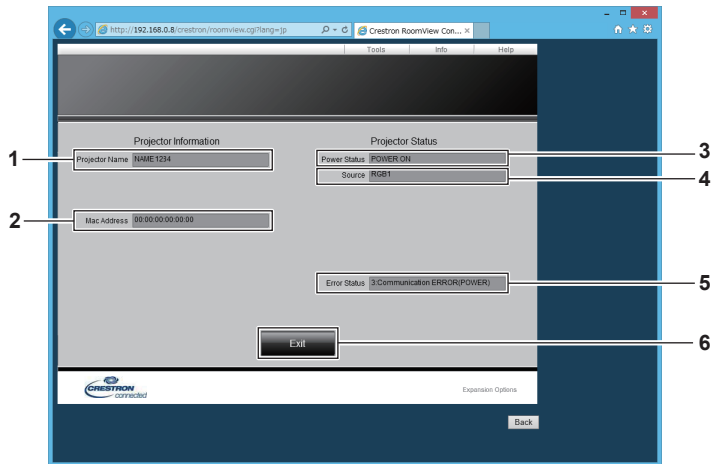 http://192.168.0.8/crestron/roomview.cgi?lang=jp
Crestron RoomView Con... ×
Tools Info Help
Projector Information
Projector Status
1 Projector Name NAME1234
Power Status POWER ON 3
Source RGB1 4
2 Mac Address 00:00:00:00:00:00
Error Status 3:Communication ERROR(POWER) 5
Exit 6
CRESTRON connected
Expansion Options
Back